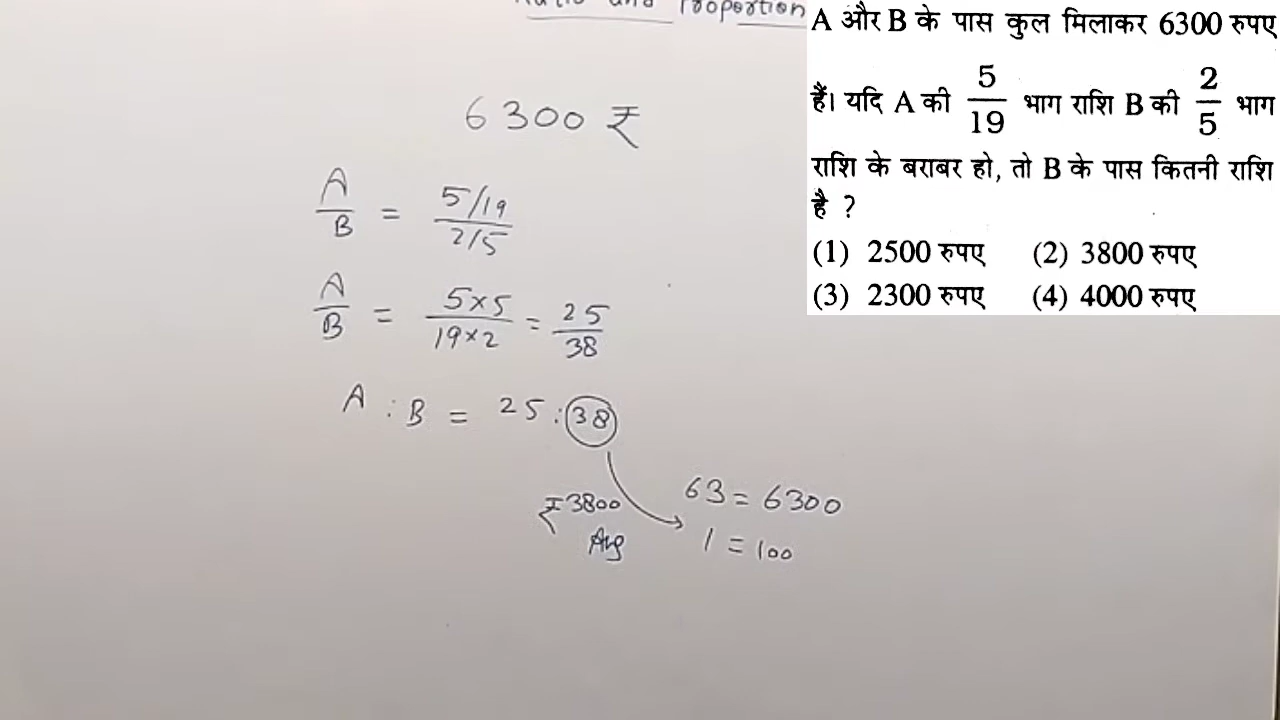 Ratio and Proportion
A और B के पास कुल मिलाकर 6300 रुपए
हैं। यदि A की 5/19 भाग राशि B की 2/5 भाग
राशि के बराबर हो, तो B के पास कितनी राशि
है ?
(1) 2500 रुपए (2) 3800 रुपए
(3) 2300 रुपए (4) 4000 रुपए
6300 ₹
A/B = (5/19)/(2/5)
A/B = (5×5)/(19×2) = 25/38
A : B = 25 : 38
63 = 6300
₹3800
1 = 100
Ans